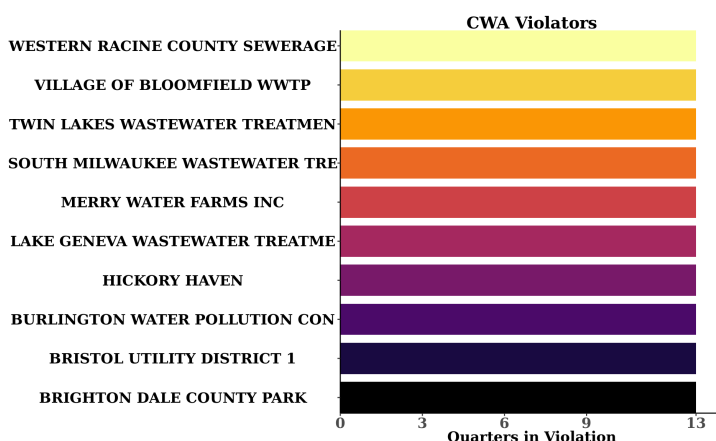 CWA Violators
WESTERN RACINE COUNTY SEWERAGE
VILLAGE OF BLOOMFIELD WWTP
TWIN LAKES WASTEWATER TREATMEN
SOUTH MILWAUKEE WASTEWATER TRE
MERRY WATER FARMS INC
LAKE GENEVA WASTEWATER TREATME
HICKORY HAVEN
BURLINGTON WATER POLLUTION CON
BRISTOL UTILITY DISTRICT 1
BRIGHTON DALE COUNTY PARK
0 3 6 9 13
Quarters in Violation